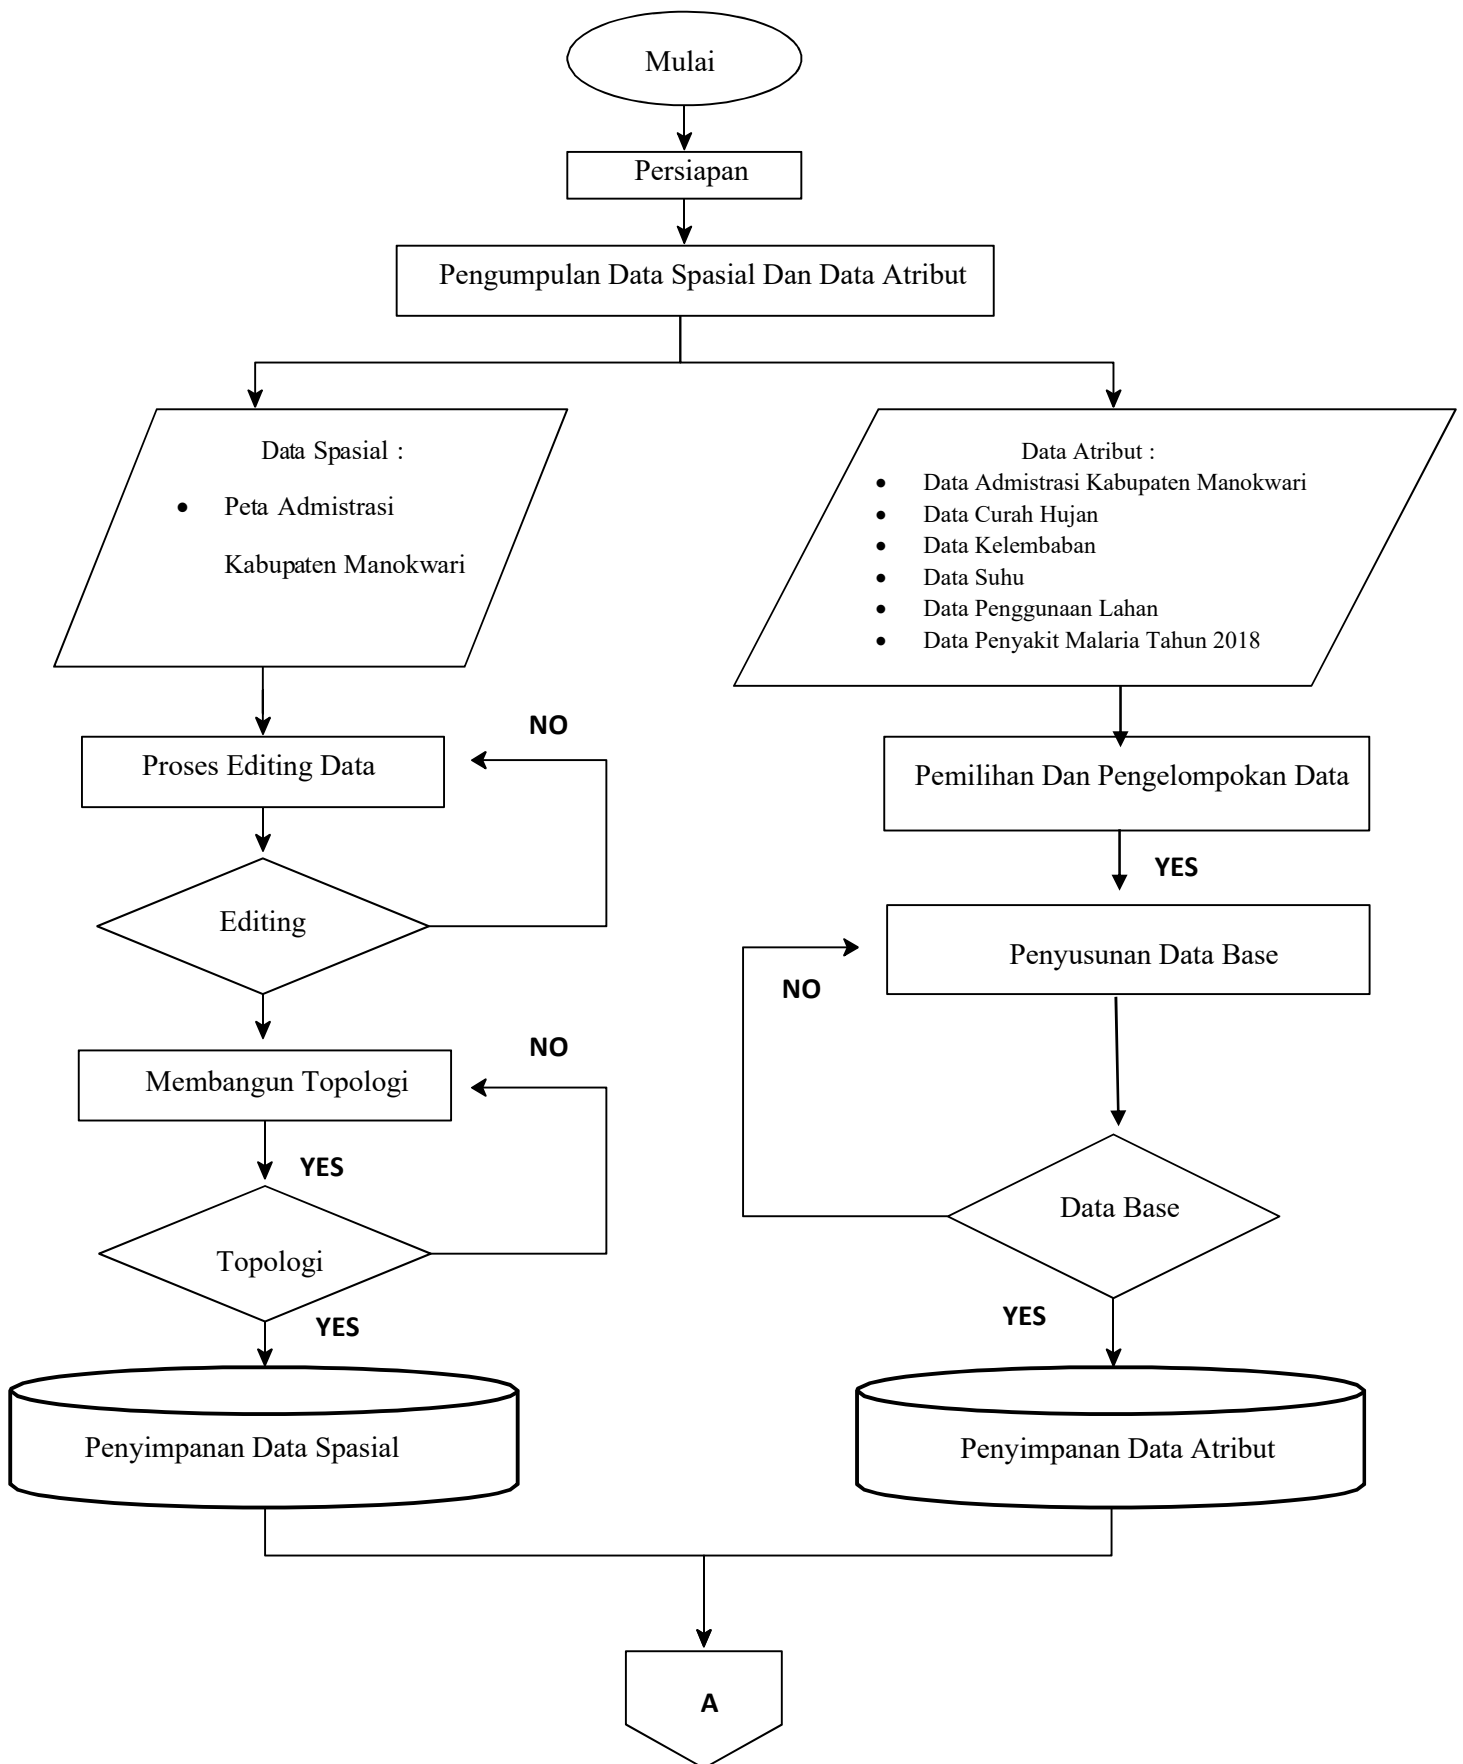 Mulai
Persiapan
Pengumpulan Data Spasial Dan Data Atribut
Data Spasial :
• Peta Admistrasi
Kabupaten Manokwari
Data Atribut :
• Data Admistrasi Kabupaten Manokwari
• Data Curah Hujan
• Data Kelembaban
• Data Suhu
• Data Penggunaan Lahan
• Data Penyakit Malaria Tahun 2018
NO
Proses Editing Data
Editing
NO
Membangun Topologi
YES
Topologi
YES
Penyimpanan Data Spasial
Pemilihan Dan Pengelompokan Data
YES
Penyusunan Data Base
NO
Data Base
YES
Penyimpanan Data Atribut
A